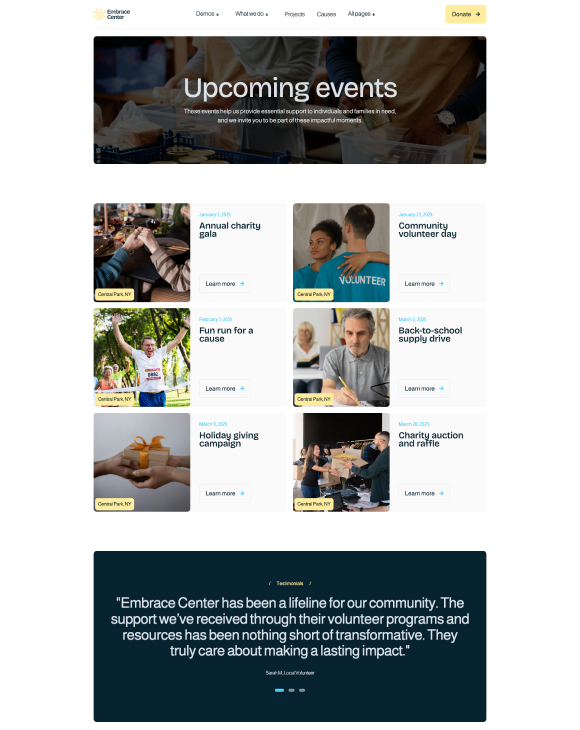 Embrace
Center
Demos +
What we do +
Projects
Causes
All pages +
Donate →
Upcoming events
These events help us provide essential support to individuals and families in need,
and we invite you to be part of these impactful moments.
Central Park, NY
January 7, 2025
Annual charity
gala
Learn more →
VOLUNTEER
Central Park, NY
January 21, 2025
Community
volunteer day
Learn more →
Central Park, NY
February 7, 2025
Fun run for a
cause
Learn more →
Central Park, NY
March 2, 2025
Back-to-school
supply drive
Learn more →
Central Park, NY
March 9, 2025
Holiday giving
campaign
Learn more →
Central Park, NY
March 28, 2025
Charity auction
and raffle
Learn more →
/ Testimonials /
"Embrace Center has been a lifeline for our community. The
support we've received through their volunteer programs and
resources has been nothing short of transformative. They
truly care about making a lasting impact."
Sarah M, Local Volunteer